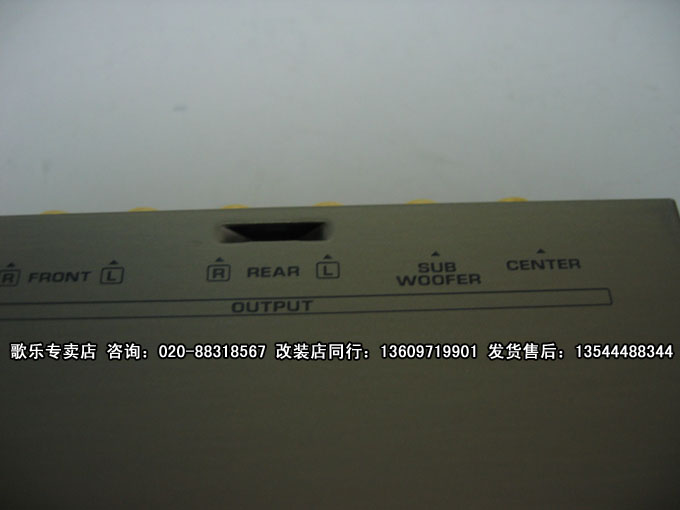 R FRONT L R REAR L SUB WOOFER CENTER
OUTPUT
歌乐专卖店 咨询：020-88318567 改装店同行：13609719901 发货售后：13544488344